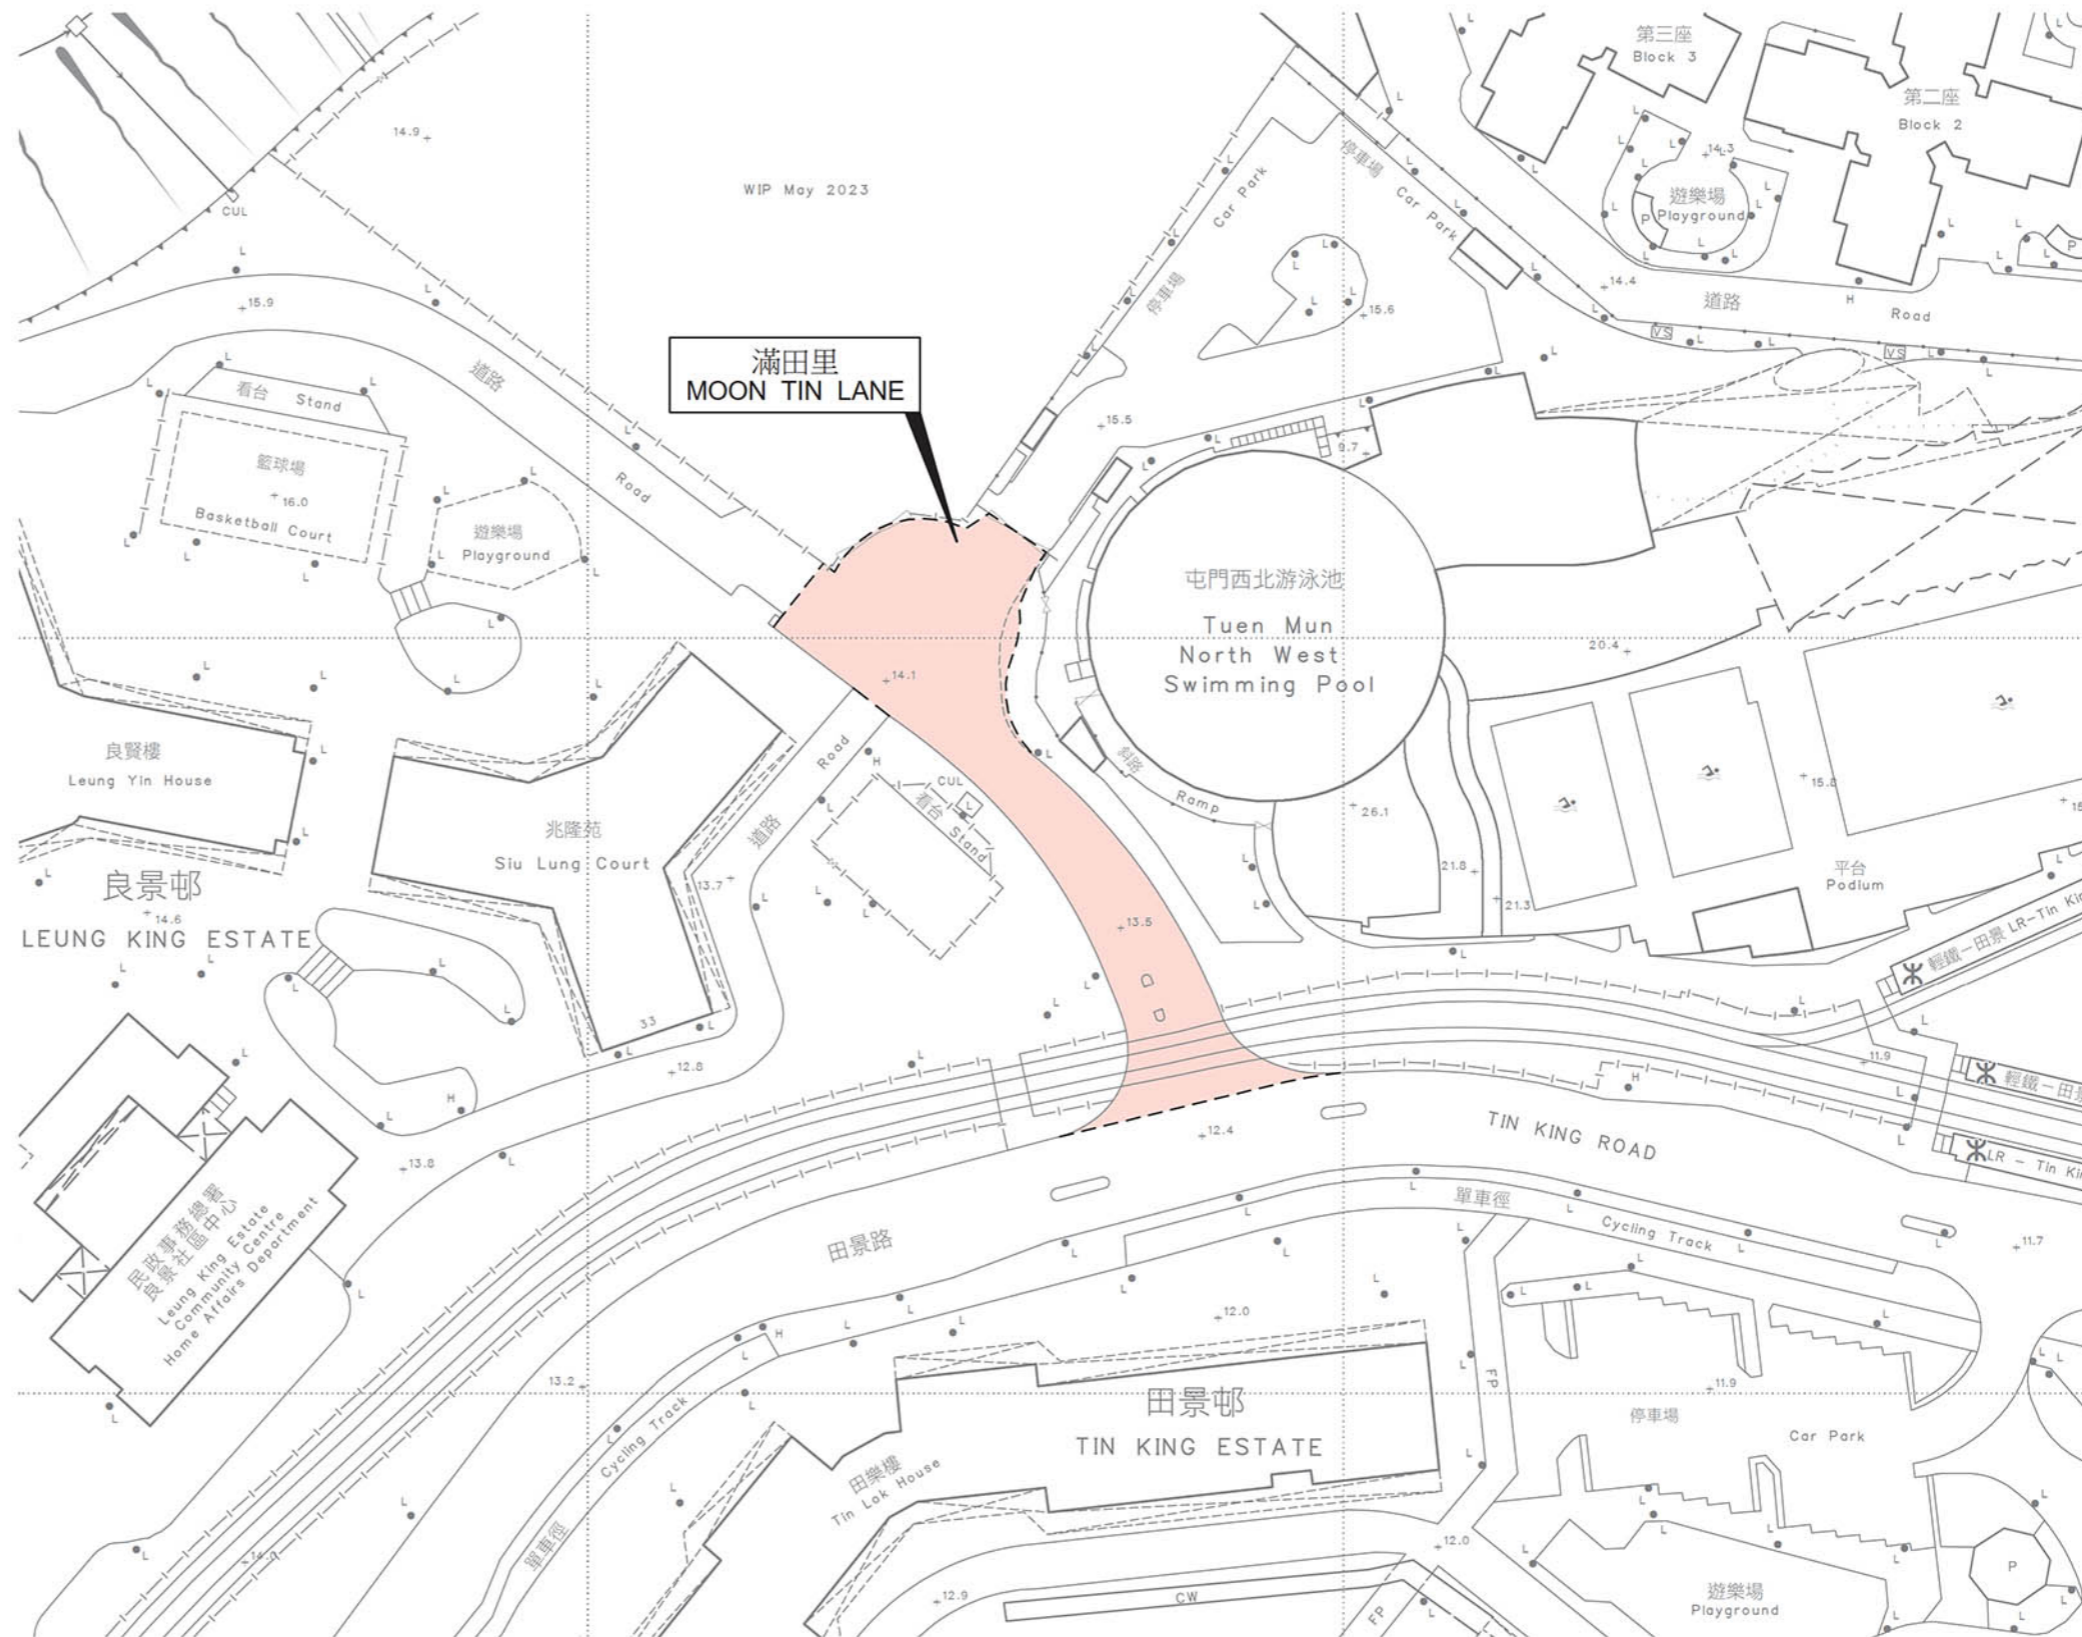 第三座
Block 3
第二座
Block 2
14.9
WIP May 2023
停車場
Car Park
停車場
Car Park
14.3
遊樂場
Playground
P
P
CUL
15.9
14.4
道路
Road
H
15.6
VS
VS
滿田里
MOON TIN LANE
道路
Road
看台 Stand
籃球場
16.0
Basketball Court
遊樂場
Playground
15.5
9.7
屯門西北游泳池
Tuen Mun
North West
Swimming Pool
20.4
14.1
良賢樓
Leung Yin House
道路
Road
H
CUL
看台
Stand
斜路
Ramp
26.1
15.8
兆隆苑
Siu Lung Court
13.7
良景邨
14.6
LEUNG KING ESTATE
21.8
21.3
平台
Podium
13.5
輕鐵－田景 LR-Tin Kin
33
12.8
11.9
輕鐵－田景
H
H
12.4
TIN KING ROAD
LR - Tin Kin
13.8
民政事務總署
良景社區中心
Leung King Estate
Community Centre
Home Affairs Department
田景路
單車徑
Cycling Track
11.7
12.0
H
13.2
Cycling Track
單車徑
田景邨
TIN KING ESTATE
FP
11.9
停車場
Car Park
田樂樓
Tin Lok House
14.0
12.0
12.9
CW
FP
遊樂場
Playground
P